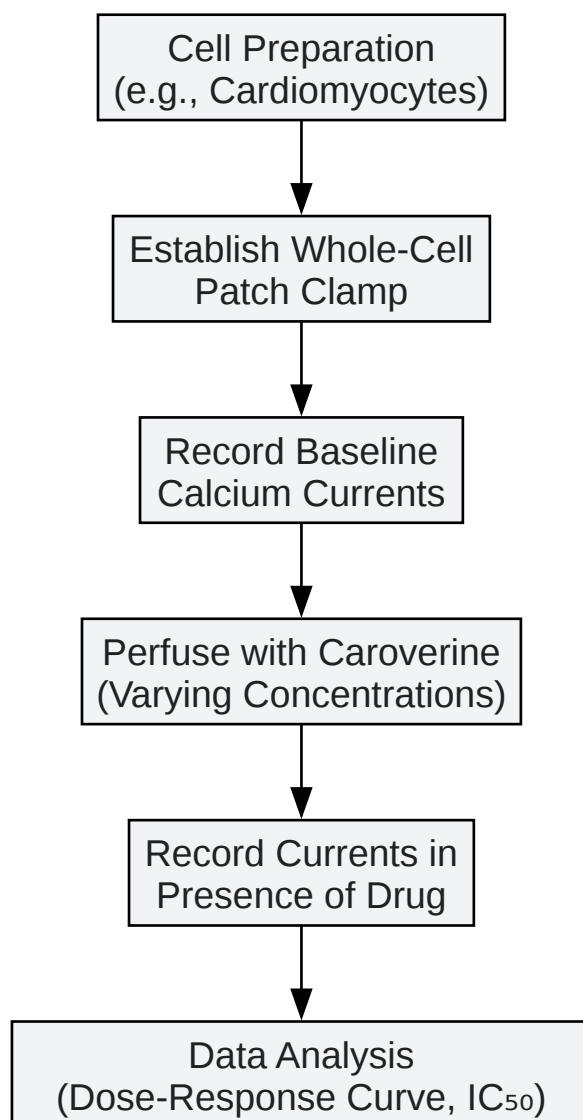 Cell Preparation
(e.g., Cardiomyocytes)
Establish Whole-Cell
Patch Clamp
Record Baseline
Calcium Currents
Perfuse with Caroverine
(Varying Concentrations)
Record Currents in
Presence of Drug
Data Analysis
(Dose-Response Curve, IC₅₀)